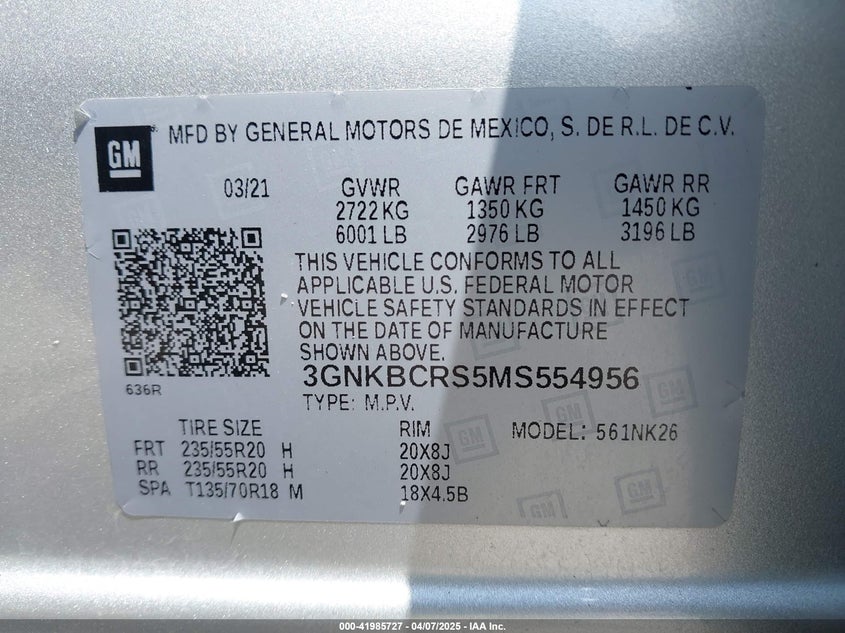 GM
MFD BY GENERAL MOTORS DE MEXICO, S. DE R.L. DE C.V.
03/21 GVWR GAWR FRT GAWR RR
2722 KG 1350 KG 1450 KG
6001 LB 2976 LB 3196 LB
THIS VEHICLE CONFORMS TO ALL
APPLICABLE U.S. FEDERAL MOTOR
VEHICLE SAFETY STANDARDS IN EFFECT
ON THE DATE OF MANUFACTURE
SHOWN ABOVE.
636R
3GNKBCRS5MS554956
TYPE: M.P.V.
TIRE SIZE RIM MODEL: 561NK26
FRT 235/55R20 H 20X8J
RR 235/55R20 H 20X8J
SPA T135/70R18 M 18X4.5B
GM
GM
GM
GM
000-41985727 - 04/07/2025 - IAA Inc.